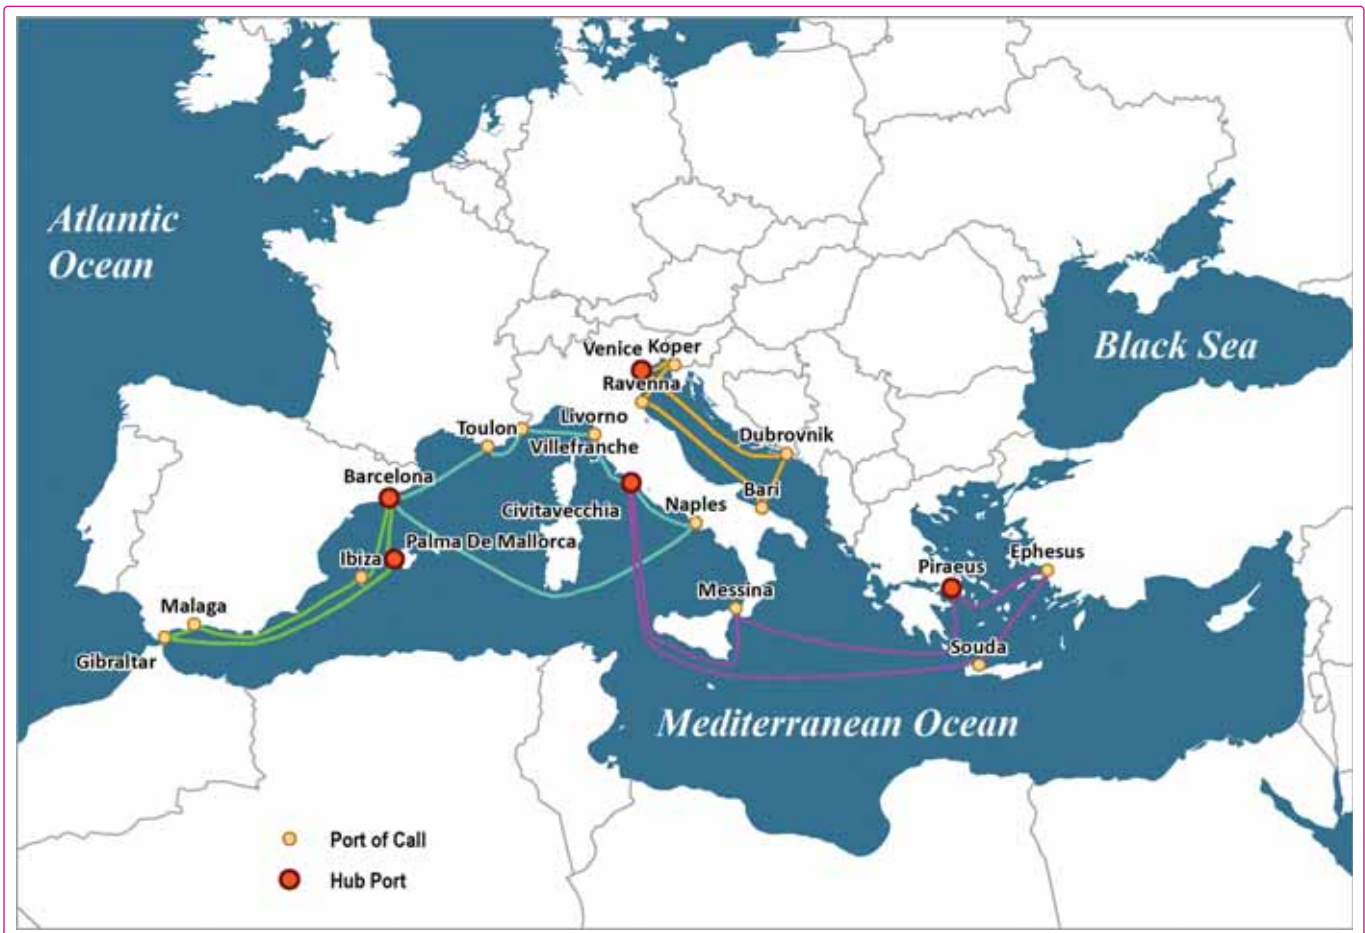 Atlantic
Ocean
Black Sea
Venice
Koper
Ravenna
Livorno
Toulon
Villefranche
Dubrovnik
Barcelona
Bari
Civitavecchia
Naples
Ibiza
Palma De Mallorca
Ephesus
Piraeus
Malaga
Messina
Gibraltar
Souda
Mediterranean Ocean
Port of Call
Hub Port